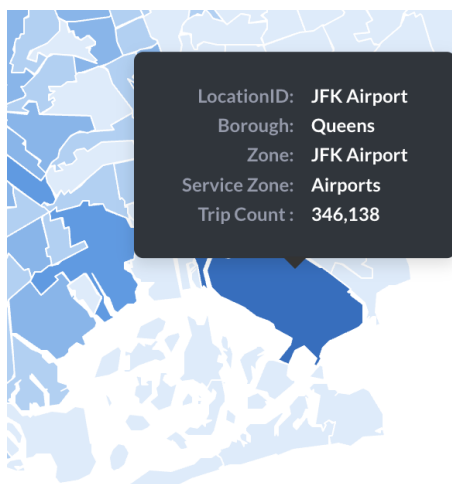 LocationID: JFK Airport
Borough: Queens
Zone: JFK Airport
Service Zone: Airports
Trip Count : 346,138